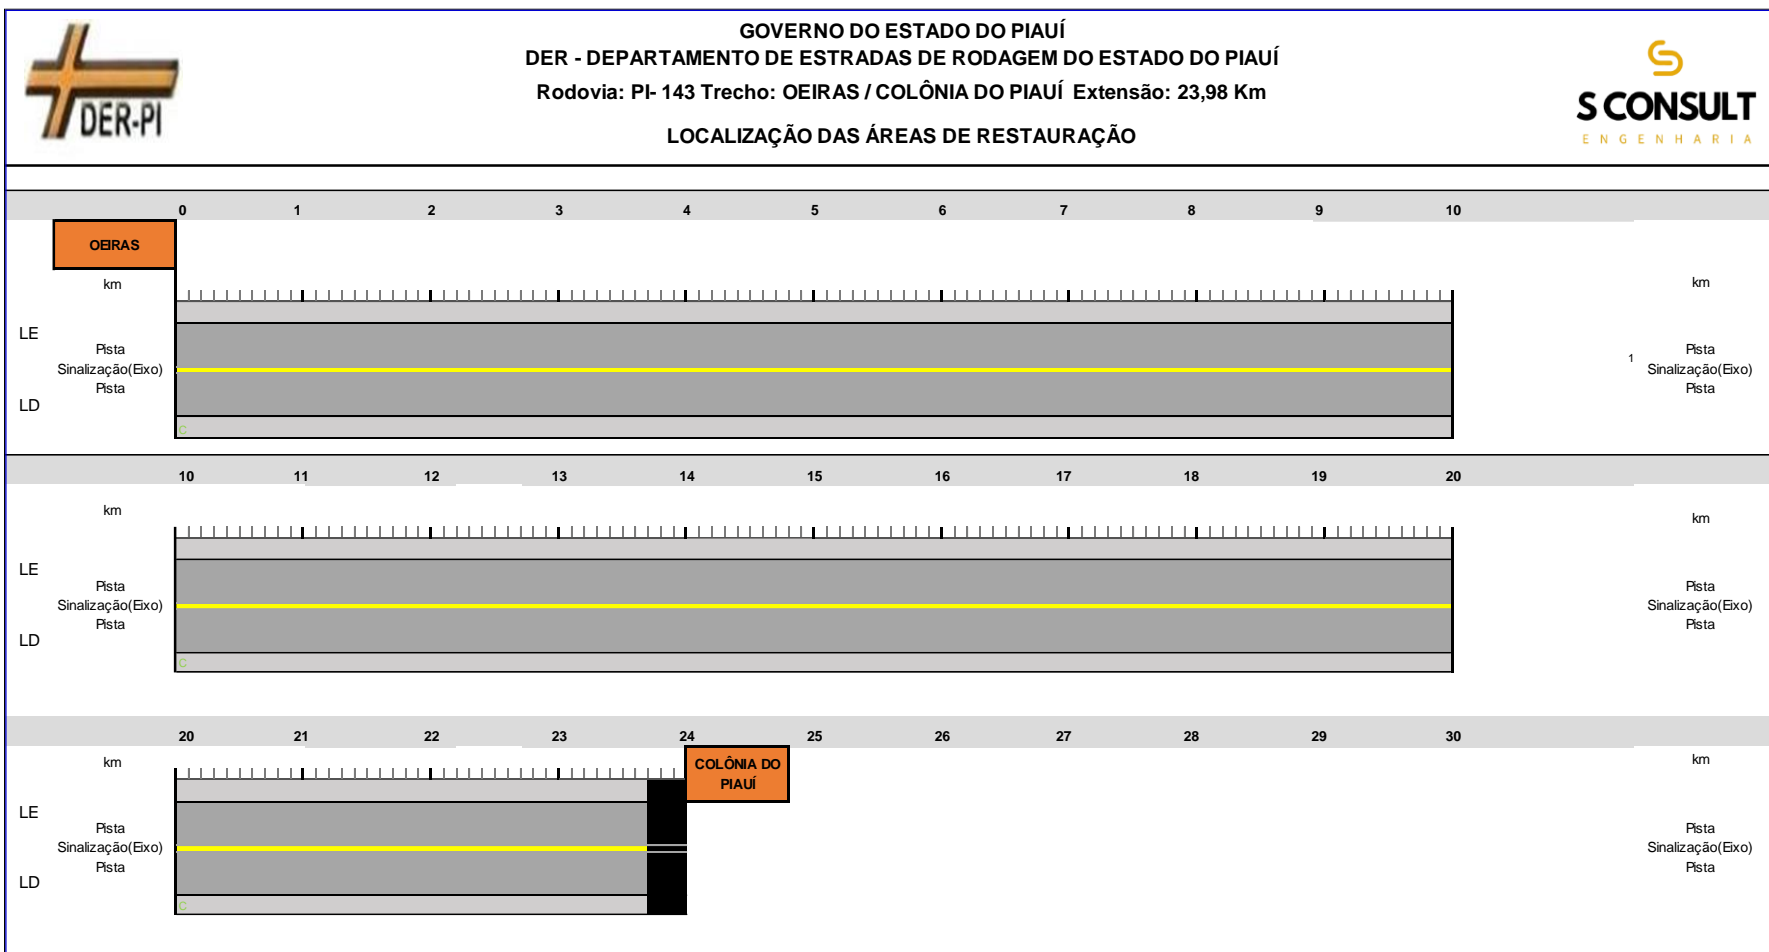 GOVERNO DO ESTADO DO PIAUÍ
DER - DEPARTAMENTO DE ESTRADAS DE RODAGEM DO ESTADO DO PIAUÍ
Rodovia: PI- 143 Trecho: OEIRAS / COLÔNIA DO PIAUÍ Extensão: 23,98 Km
LOCALIZAÇÃO DAS ÁREAS DE RESTAURAÇÃO
DER-PI
S CONSULT
ENGENHARIA
0 1 2 3 4 5 6 7 8 9 10
OEIRAS
km km
LE
Pista 1 Pista
Sinalização(Eixo) Sinalização(Eixo)
Pista Pista
LD
C
10 11 12 13 14 15 16 17 18 19 20
km km
LE
Pista Pista
Sinalização(Eixo) Sinalização(Eixo)
Pista Pista
LD
C
20 21 22 23 24 25 26 27 28 29 30
km COLÔNIA DO km
PIAUÍ
LE
Pista Pista
Sinalização(Eixo) Sinalização(Eixo)
Pista Pista
LD
C